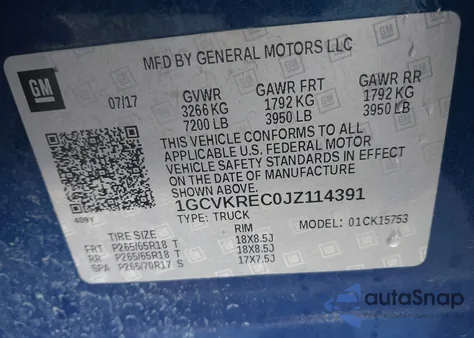 MFD BY GENERAL MOTORS LLC
GM
07/17
GVWR GAWR FRT GAWR RR
3266 KG 1792 KG 1792 KG
7200 LB 3950 LB 3950 LB
THIS VEHICLE CONFORMS TO ALL
APPLICABLE U.S. FEDERAL MOTOR
VEHICLE SAFETY STANDARDS IN EFFECT
ON THE DATE OF MANUFACTURE
SHOWN ABOVE.
1GCVKREC0JZ114391
TYPE: TRUCK MODEL: 01CK15753
409Y
TIRE SIZE RIM
FRT P265/65R18 T 18X8.5J
RR P265/65R18 T 18X8.5J
SPA P265/70R17 S 17X7.5J
autoSnap